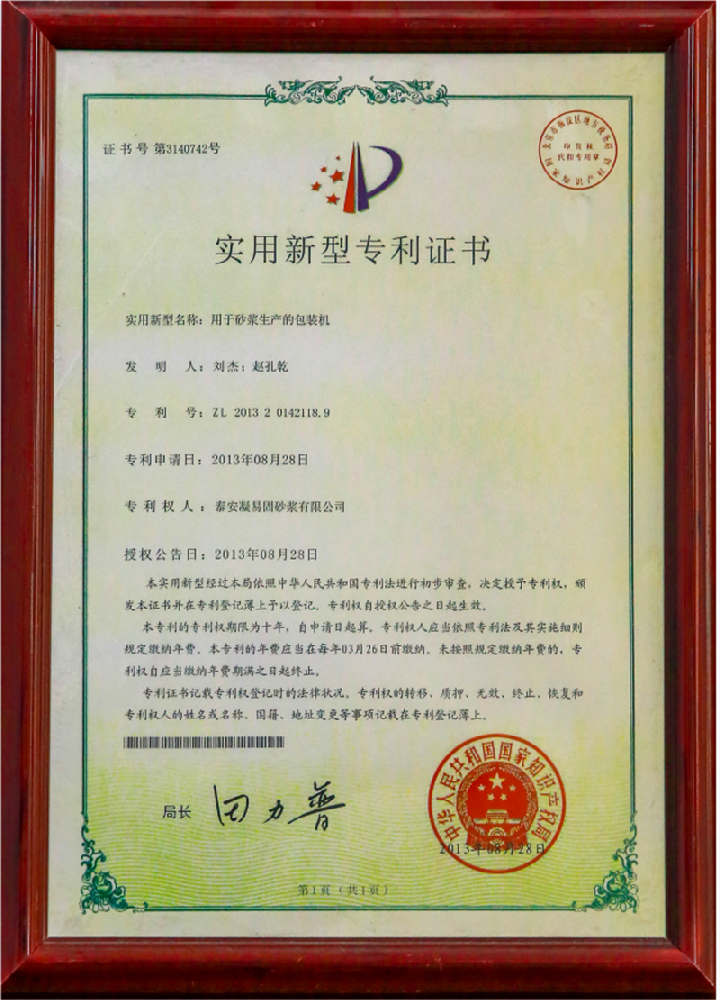 证书号 第3140742号
实用新型专利证书
实用新型名称：用于砂浆生产的包装机
发 明 人：刘杰；赵孔乾
专 利 号：ZL 2013 2 0142118.9
专利申请日：2013年08月28日
专 利 权 人：泰安凝易固砂浆有限公司
授权公告日：2013年08月28日
本实用新型经过本局依照中华人民共和国专利法进行初步审查，决定授予专利权，颁
发本证书并在专利登记薄上予以登记。专利权自授权公告之日起生效。
本专利的专利权期限为十年，自申请日起算。专利权人应当依照专利法及其实施细则
规定缴纳年费。本专利的年费应当在每年03月26日前缴纳。未按照规定缴纳年费的，专
利权自应当缴纳年费期满之日起终止。
专利证书记载专利权登记时的法律状况。专利权的转移、质押、无效、终止、恢复和
专利权人的姓名或名称、国籍、地址变更等事项记载在专利登记薄上。
局长 田力普
中华人民共和国国家知识产权局
2013年08月28日
第1页（共1页）